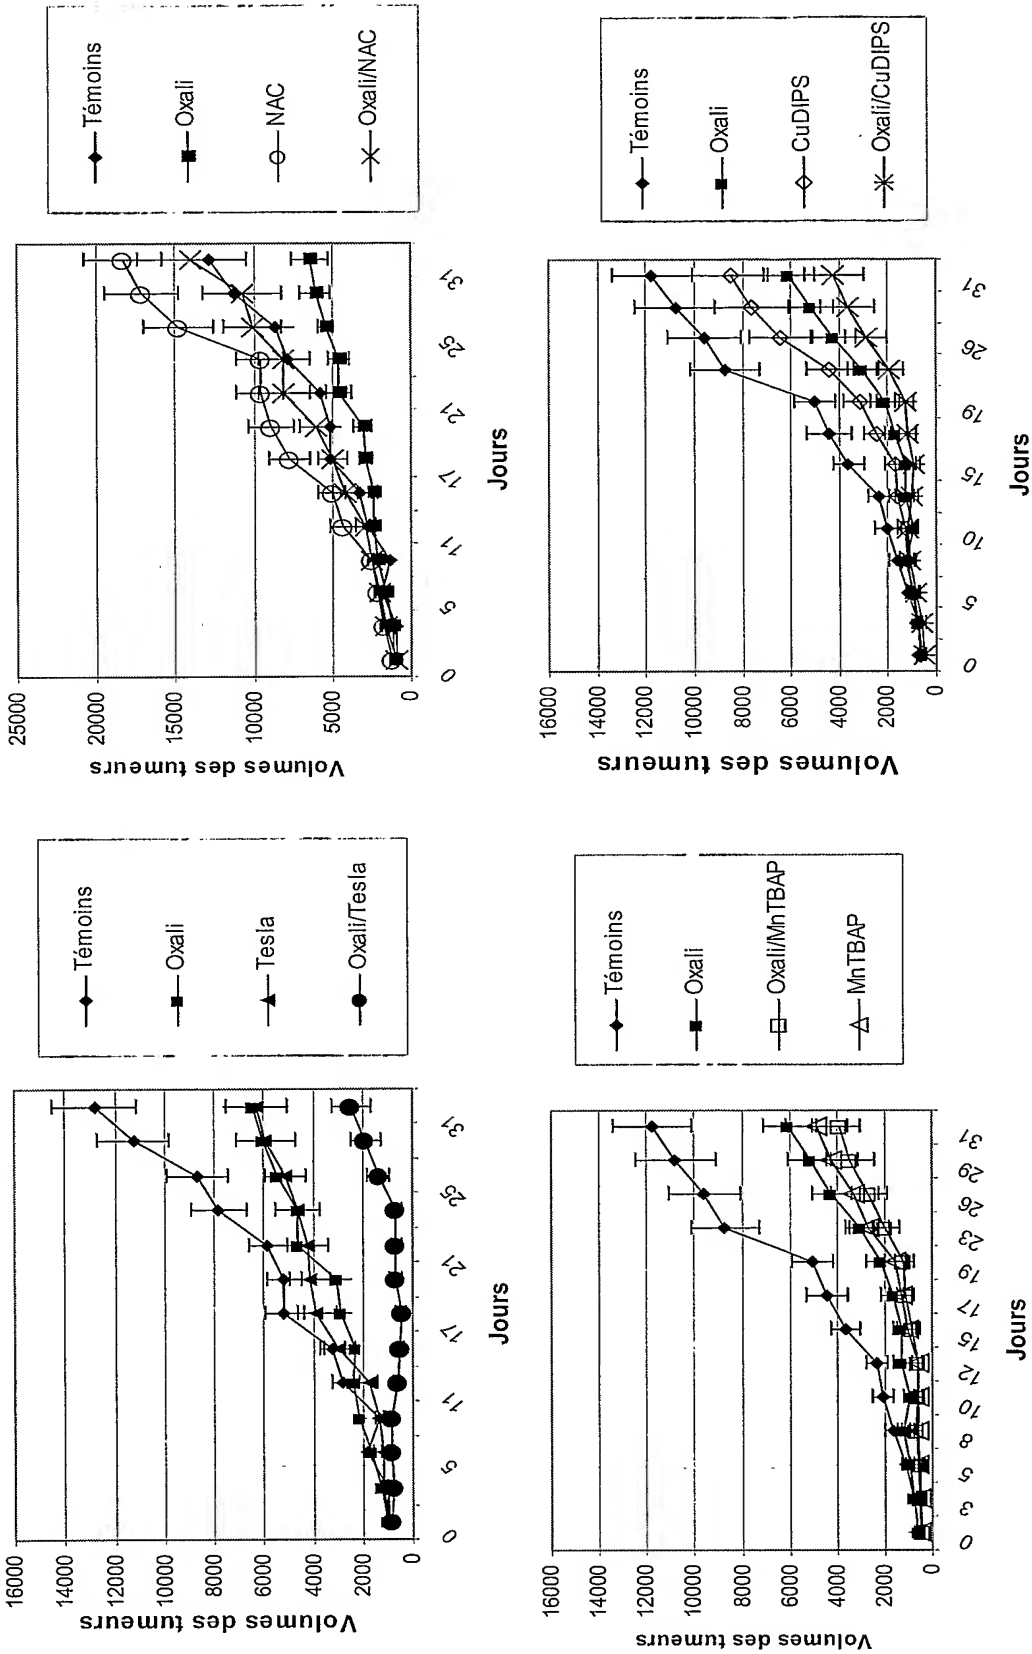 Volumes des tumeurs
16000
14000
12000
10000
8000
6000
4000
2000
0
0 5 11 17 21 25 31
Jours
Témoins
Oxali
Tesla
Oxali/Tesla
Volumes des tumeurs
25000
20000
15000
10000
5000
0
0 5 11 17 21 25 31
Jours
Témoins
Oxali
NAC
Oxali/NAC
Volumes des tumeurs
16000
14000
12000
10000
8000
6000
4000
2000
0
0 3 5 8 10 12 15 17 19 23 26 29 31
Jours
Témoins
Oxali
Oxali/MnTBAP
MnTBAP
Volumes des tumeurs
16000
14000
12000
10000
8000
6000
4000
2000
0
0 5 10 15 19 26 31
Jours
Témoins
Oxali
CuDIPS
Oxali/CuDIPS